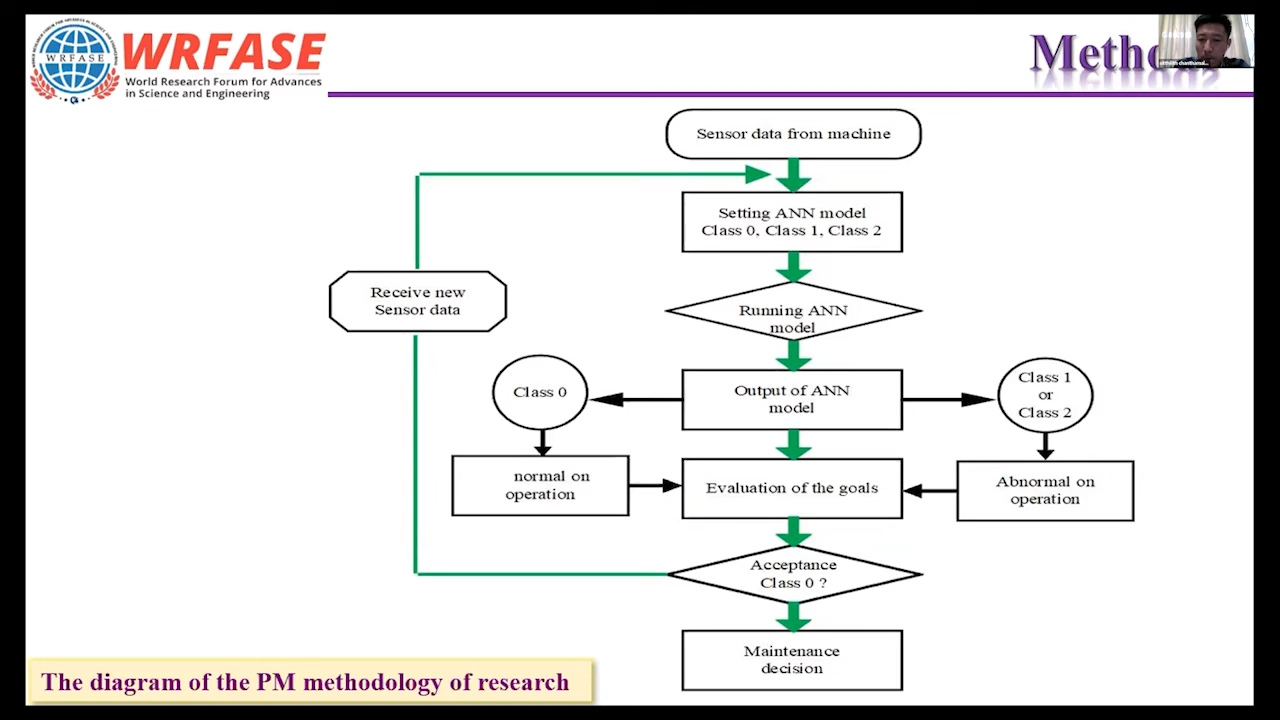 WRFASE
WRFASE
World Research Forum for Advances
in Science and Engineering
Sensor data from machine
Setting ANN model
Class 0, Class 1, Class 2
Receive new
Sensor data
Running ANN
model
Class 0
Output of ANN
model
Class 1
or
Class 2
normal on
operation
Evaluation of the goals
Abnormal on
operation
Acceptance
Class 0 ?
Maintenance
decision
The diagram of the PM methodology of research